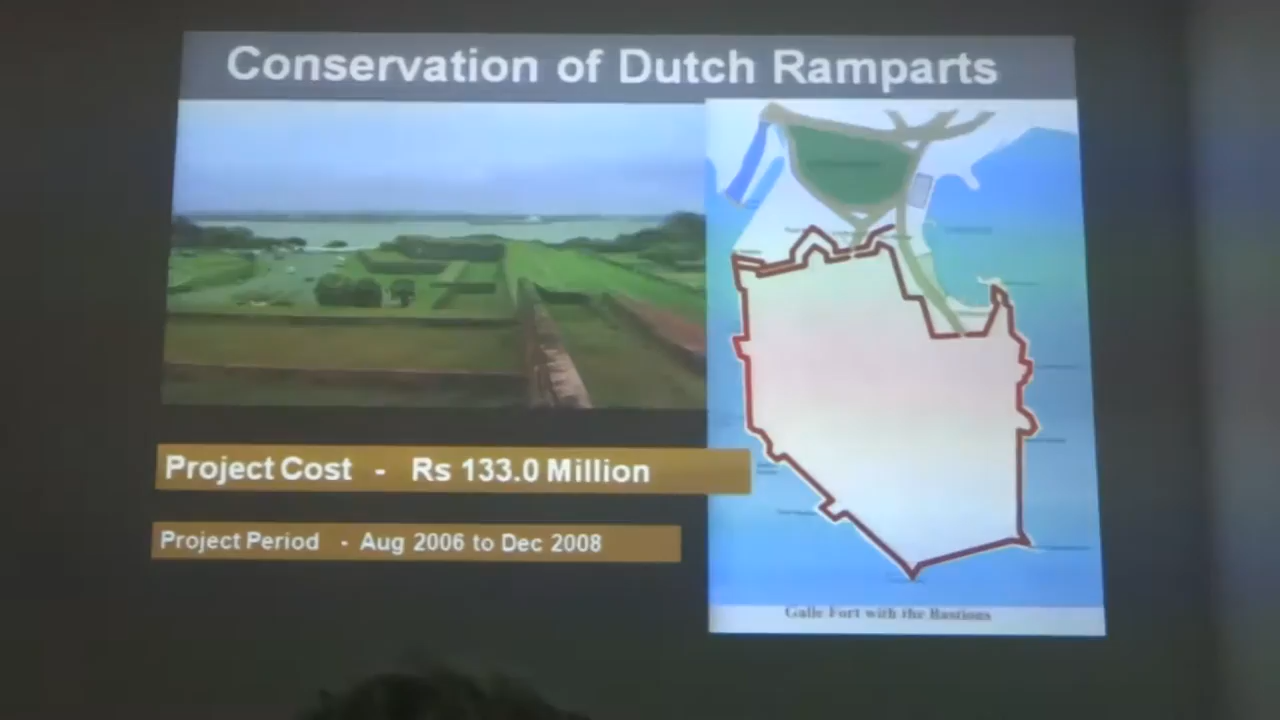 Conservation of Dutch Ramparts
Project Cost - Rs 133.0 Million
Project Period - Aug 2006 to Dec 2008
Galle Fort with the Bastions